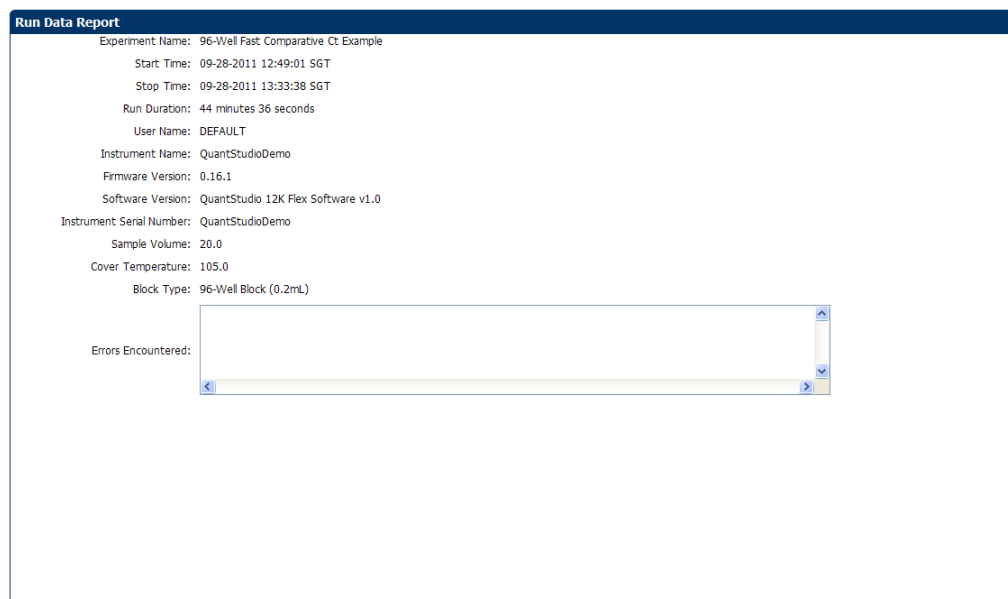 Run Data Report
Experiment Name: 96-Well Fast Comparative Ct Example
Start Time: 09-28-2011 12:49:01 SGT
Stop Time: 09-28-2011 13:33:38 SGT
Run Duration: 44 minutes 36 seconds
User Name: DEFAULT
Instrument Name: QuantStudioDemo
Firmware Version: 0.16.1
Software Version: QuantStudio 12K Flex Software v1.0
Instrument Serial Number: QuantStudioDemo
Sample Volume: 20.0
Cover Temperature: 105.0
Block Type: 96-Well Block (0.2mL)
Errors Encountered: